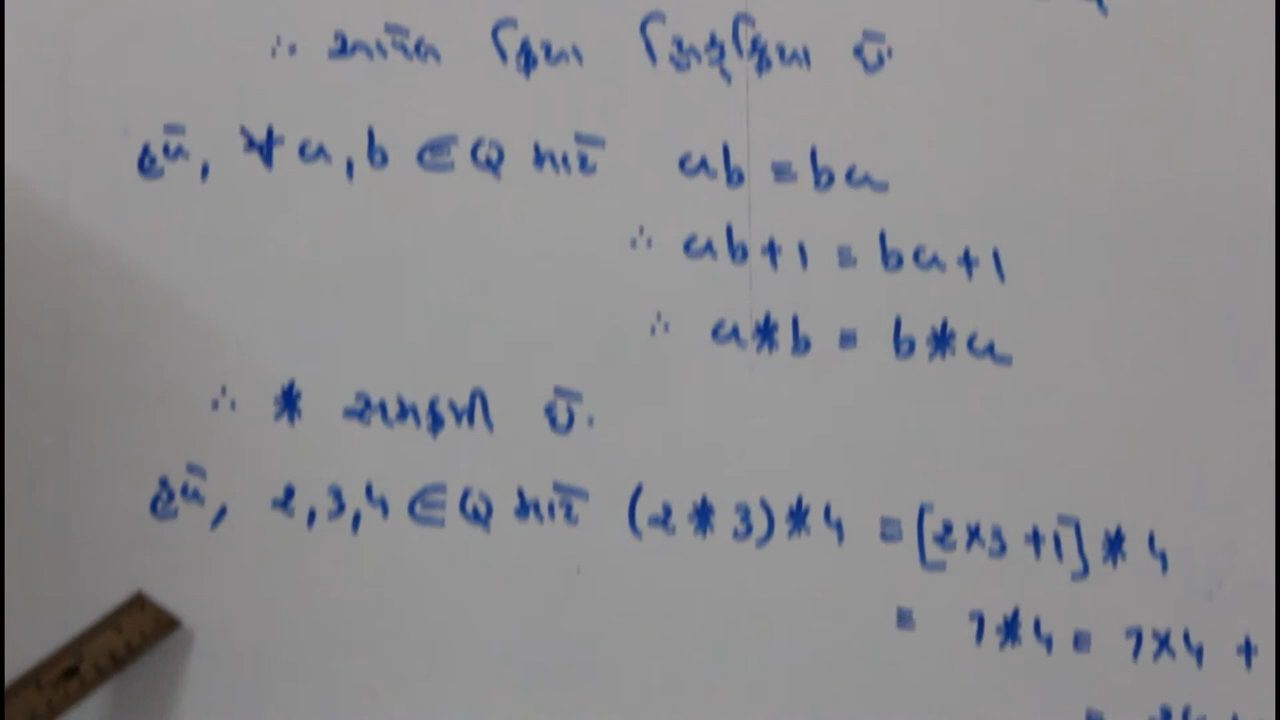 ∴ આપેલ ક્રિયા દ્વિક્ક્રિયા છે.
હવે, ∀ a, b ∈ Q માટે ab = ba
∴ ab + 1 = ba + 1
∴ a * b = b * a
∴ * સમક્રમી છે.
હવે, 2, 3, 4 ∈ Q માટે (2 * 3) * 4 = [2 × 3 + 1] * 4
= 7 * 4 = 7 × 4 +